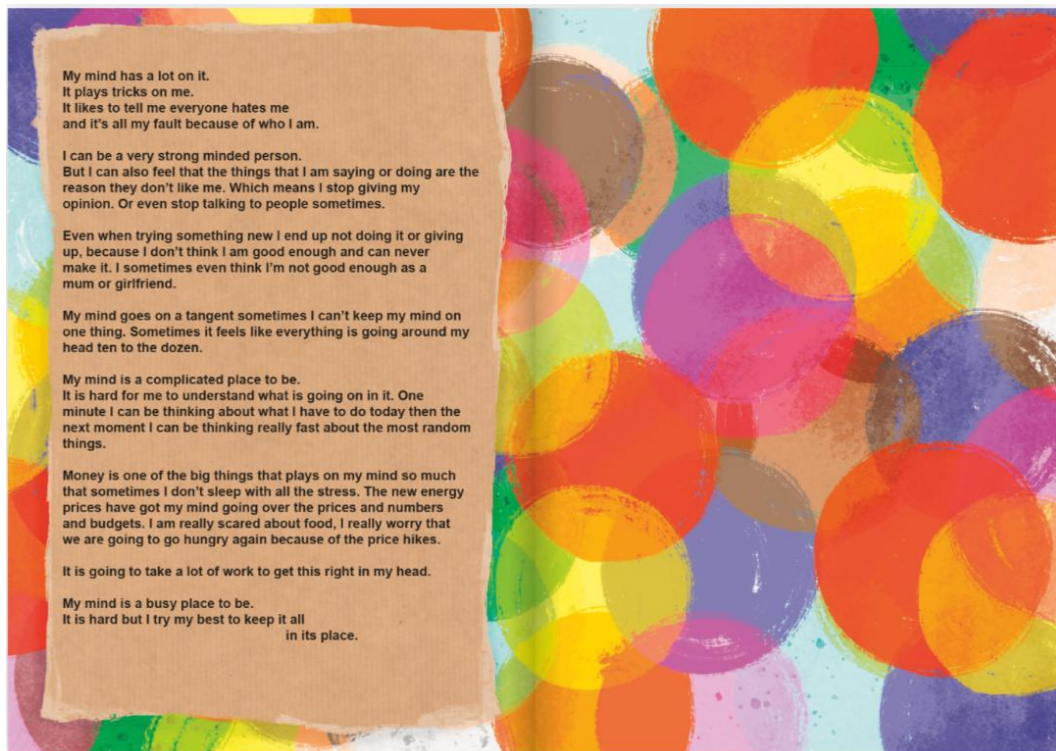 My mind has a lot on it.
It plays tricks on me.
It likes to tell me everyone hates me
and it's all my fault because of who I am.
I can be a very strong minded person.
But I can also feel that the things that I am saying or doing are the
reason they don't like me. Which means I stop giving my
opinion. Or even stop talking to people sometimes.
Even when trying something new I end up not doing it or giving
up, because I don't think I am good enough and can never
make it. I sometimes even think I'm not good enough as a
mum or girlfriend.
My mind goes on a tangent sometimes I can't keep my mind on
one thing. Sometimes it feels like everything is going around my
head ten to the dozen.
My mind is a complicated place to be.
It is hard for me to understand what is going on in it. One
minute I can be thinking about what I have to do today then the
next moment I can be thinking really fast about the most random
things.
Money is one of the big things that plays on my mind so much
that sometimes I don't sleep with all the stress. The new energy
prices have got my mind going over the prices and numbers
and budgets. I am really scared about food, I really worry that
we are going to go hungry again because of the price hikes.
It is going to take a lot of work to get this right in my head.
My mind is a busy place to be.
It is hard but I try my best to keep it all
in its place.